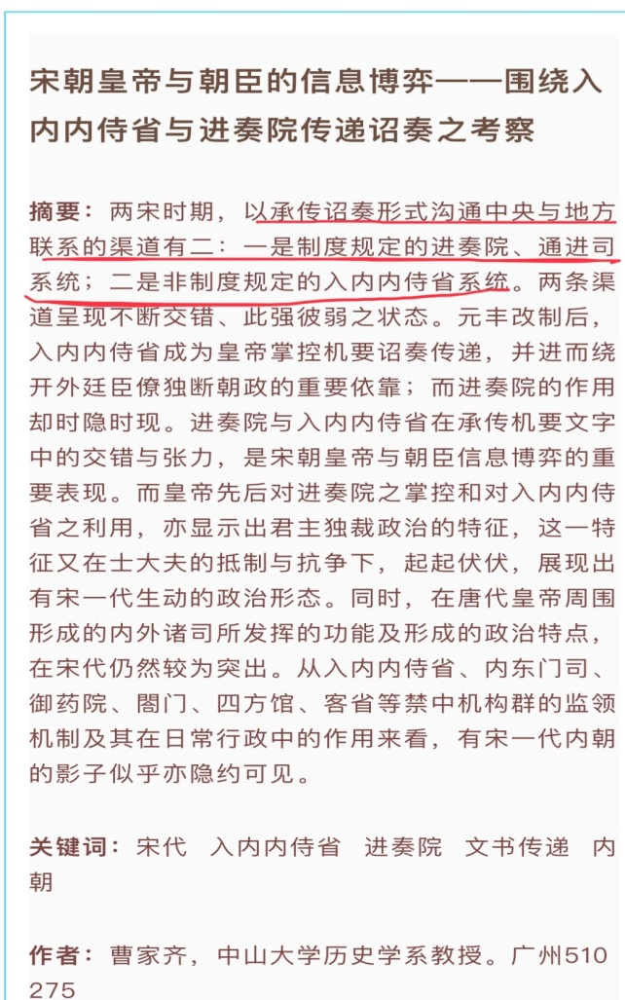 宋朝皇帝与朝臣的信息博弈——围绕入
内内侍省与进奏院传递诏奏之考察
摘要：两宋时期，以承传诏奏形式沟通中央与地方
联系的渠道有二：一是制度规定的进奏院、通进司
系统；二是非制度规定的入内内侍省系统。两条渠
道呈现不断交错、此强彼弱之状态。元丰改制后，
入内内侍省成为皇帝掌控机要诏奏传递，并进而绕
开外廷臣僚独断朝政的重要依靠；而进奏院的作用
却时隐时现。进奏院与入内内侍省在承传机要文字
中的交错与张力，是宋朝皇帝与朝臣信息博弈的重
要表现。而皇帝先后对进奏院之掌控和对入内内侍
省之利用，亦显示出君主独裁政治的特征，这一特
征又在士大夫的抵制与抗争下，起起伏伏，展现出
有宋一代生动的政治形态。同时，在唐代皇帝周围
形成的内外诸司所发挥的功能及形成的政治特点，
在宋代仍然较为突出。从入内内侍省、内东门司、
御药院、閤门、四方馆、客省等禁中机构群的监领
机制及其在日常行政中的作用来看，有宋一代内朝
的影子似乎亦隐约可见。
关键词：宋代 入内内侍省 进奏院 文书传递 内
朝
作者：曹家齐，中山大学历史学系教授。广州510
275